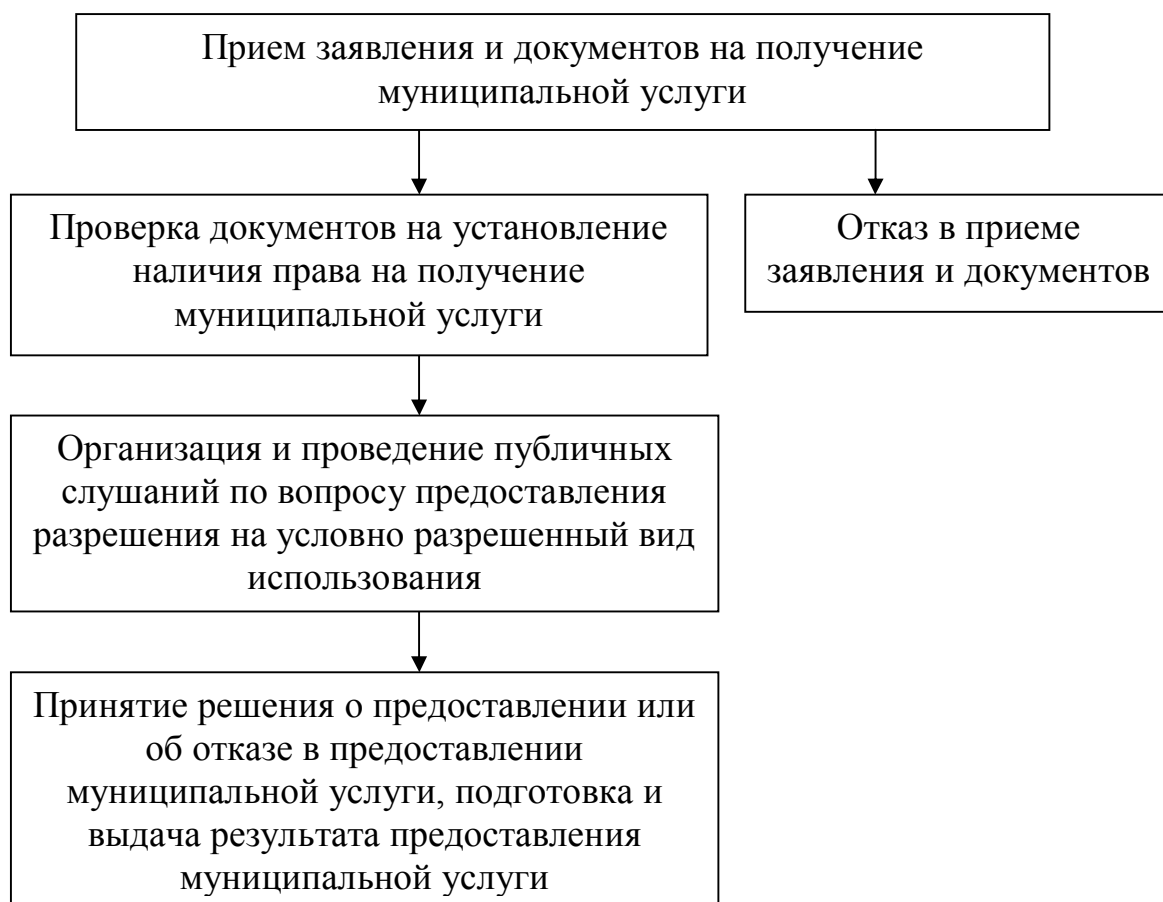 Прием заявления и документов на получение
муниципальной услуги
Проверка документов на установление
наличия права на получение
муниципальной услуги
Отказ в приеме
заявления и документов
Организация и проведение публичных
слушаний по вопросу предоставления
разрешения на условно разрешенный вид
использования
Принятие решения о предоставлении или
об отказе в предоставлении
муниципальной услуги, подготовка и
выдача результата предоставления
муниципальной услуги